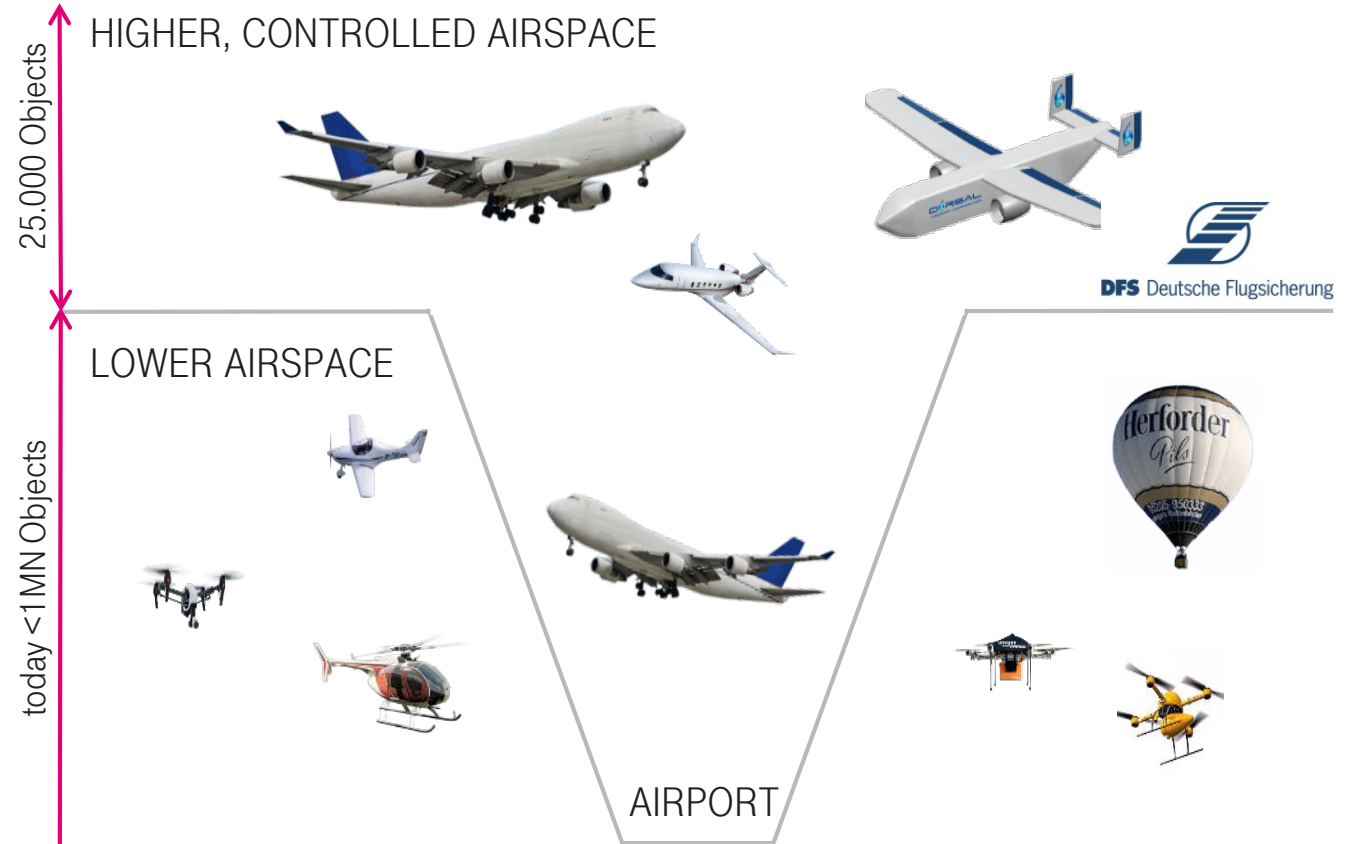 HIGHER, CONTROLLED AIRSPACE
25.000 Objects
DFS Deutsche Flugsicherung
LOWER AIRSPACE
today <1MN Objects
Herforder
Pils
AIRPORT